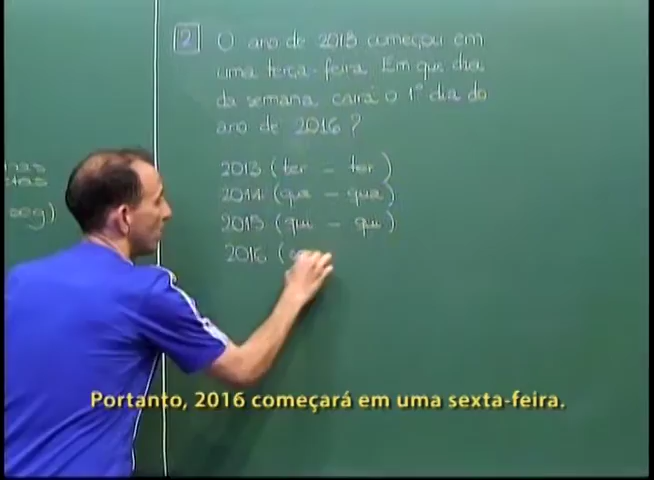 2 O ano de 2013 começou em
uma terça-feira. Em que dia
da semana cairá o 1º dia do
ano de 2016?
2013 (ter - ter)
2014 (qua - qua)
2015 (qui - qui)
2016 (
Portanto, 2016 começará em uma sexta-feira.